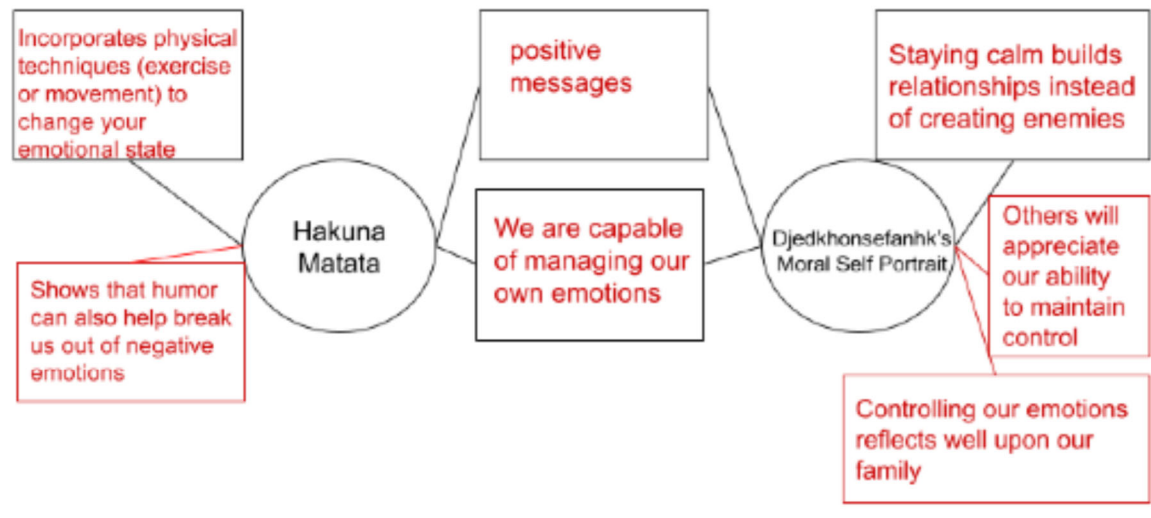 Incorporates physical
techniques (exercise
or movement) to
change your
emotional state
positive
messages
Staying calm builds
relationships instead
of creating enemies
Hakuna
Matata
We are capable
of managing our
own emotions
Djedkhonsefanhk's
Moral Self Portrait
Others will
appreciate
our ability
to maintain
control
Shows that humor
can also help break
us out of negative
emotions
Controlling our emotions
reflects well upon our
family